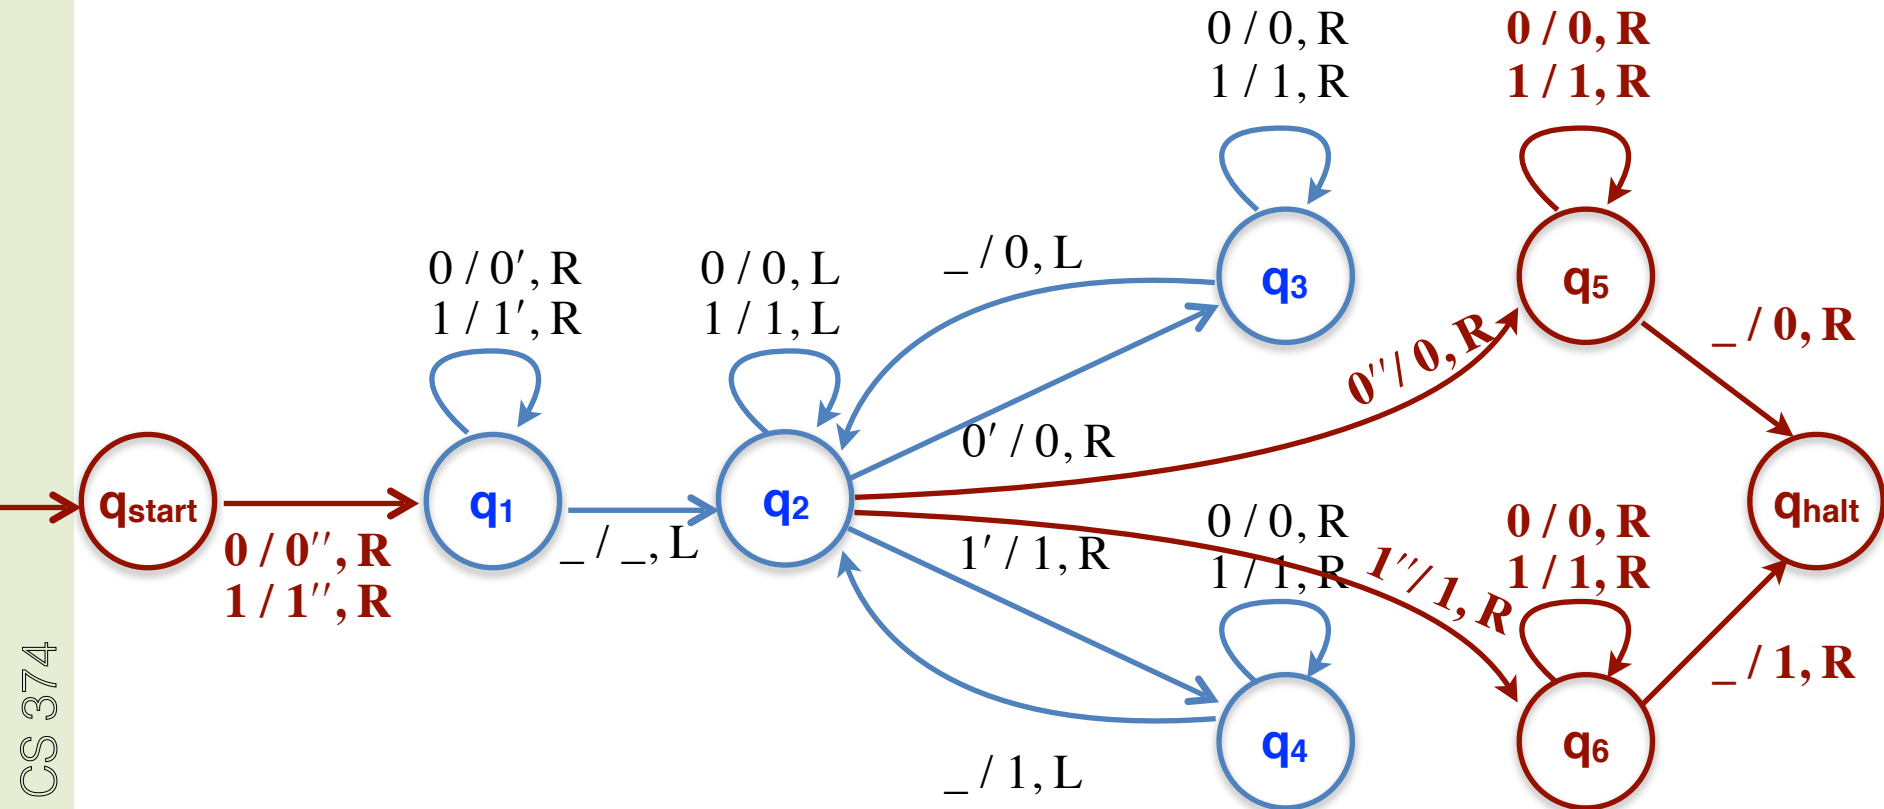 0 / 0, R
1 / 1, R
0 / 0, R
1 / 1, R
0 / 0′, R
1 / 1′, R
0 / 0, L
1 / 1, L
_ / 0, L
q3
q5
_ / 0, R
0′′/ 0, R
0′ / 0, R
qstart
0 / 0′′, R
1 / 1′′, R
q1
_ / _, L
q2
1′ / 1, R
0 / 0, R
1 / 1, R
1′′/ 1, R
0 / 0, R
1 / 1, R
qhalt
_ / 1, R
q4
q6
_ / 1, L
CS 374